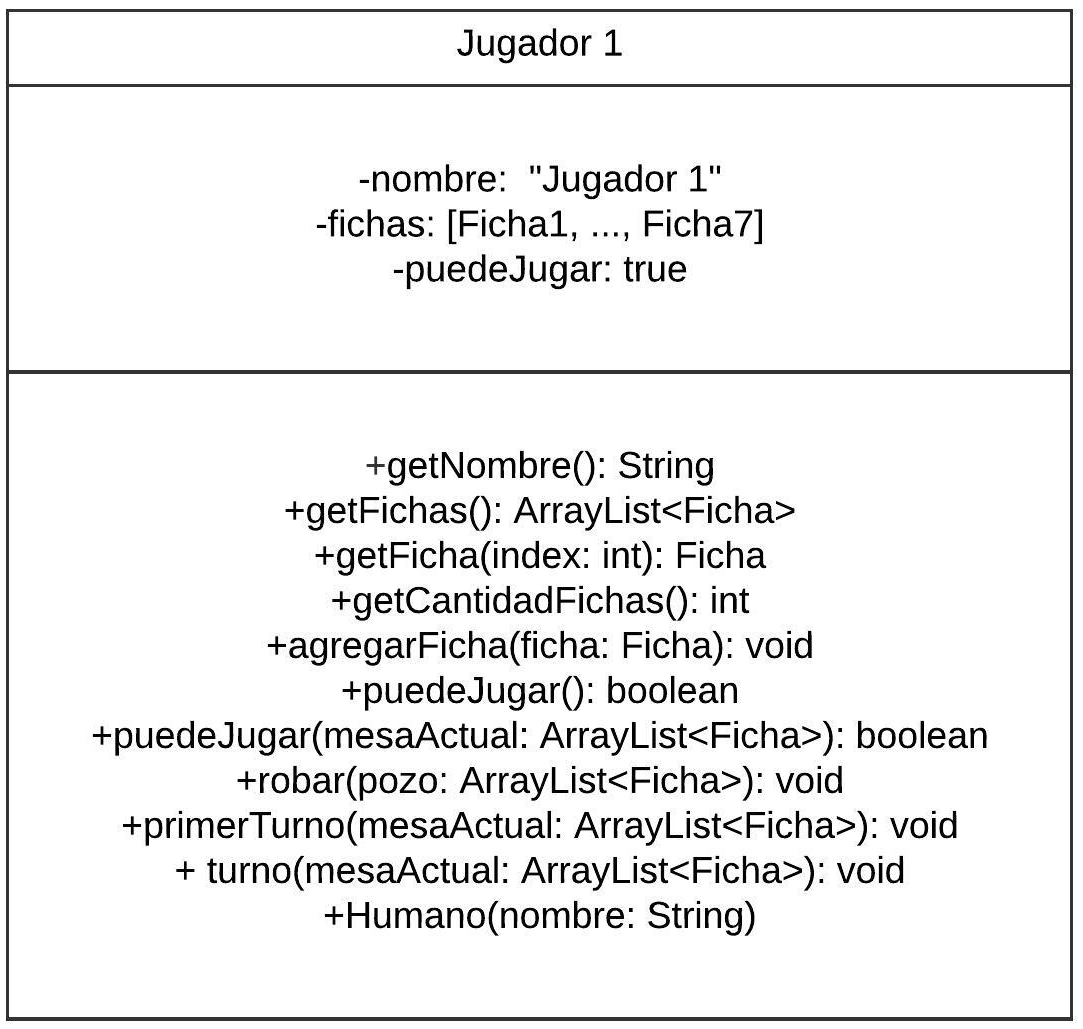 Jugador 1
-nombre:  "Jugador 1"
-fichas: [Ficha1, ..., Ficha7]
-puedeJugar: true
+getNombre(): String
+getFichas(): ArrayList<Ficha>
+getFicha(index: int): Ficha
+getCantidadFichas(): int
+agregarFicha(ficha: Ficha): void
+puedeJugar(): boolean
+puedeJugar(mesaActual: ArrayList<Ficha>): boolean
+robar(pozo: ArrayList<Ficha>): void
+primerTurno(mesaActual: ArrayList<Ficha>): void
+ turno(mesaActual: ArrayList<Ficha>): void
+Humano(nombre: String)